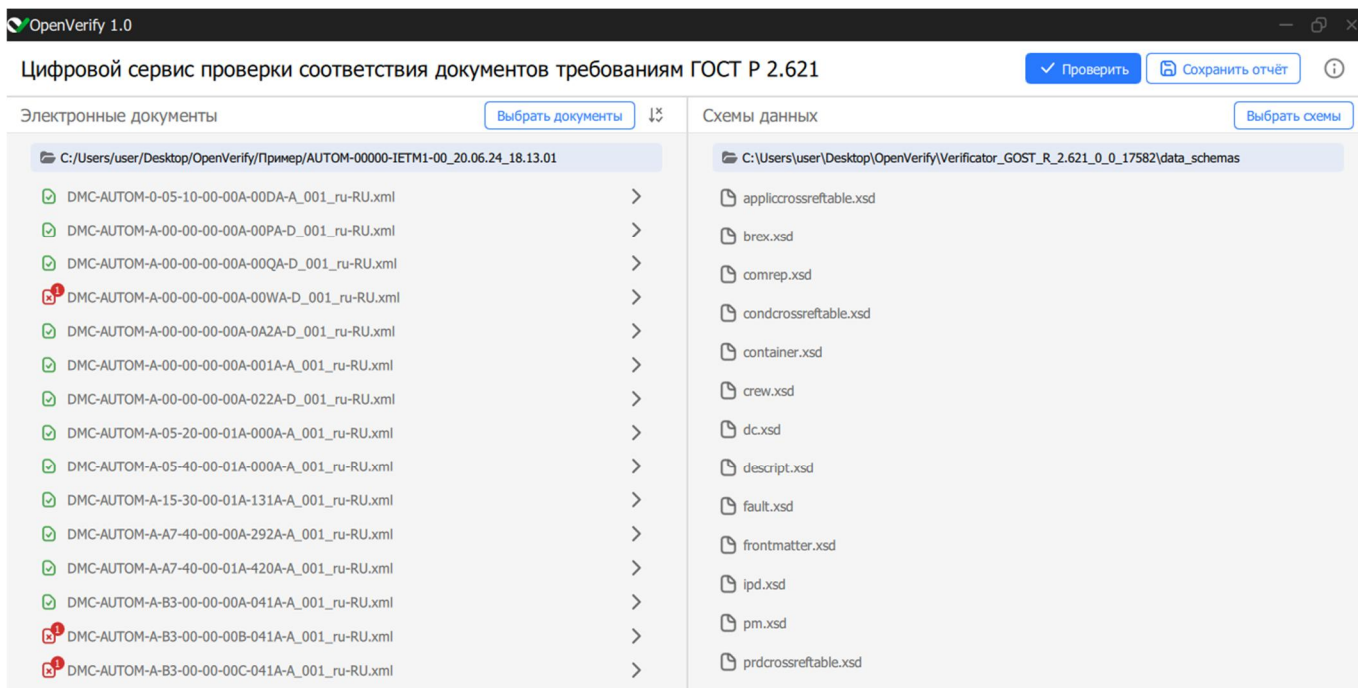 OpenVerify 1.0
Цифровой сервис проверки соответствия документов требованиям ГОСТ Р 2.621
Проверить
Сохранить отчёт
Электронные документы
Выбрать документы
C:/Users/user/Desktop/OpenVerify/Пример/AUTOM-00000-IETM1-00_20.06.24_18.13.01
DMC-AUTOM-0-05-10-00-00A-00DA-A_001_ru-RU.xml
DMC-AUTOM-A-00-00-00-00A-00PA-D_001_ru-RU.xml
DMC-AUTOM-A-00-00-00-00A-00QA-D_001_ru-RU.xml
1
DMC-AUTOM-A-00-00-00-00A-00WA-D_001_ru-RU.xml
DMC-AUTOM-A-00-00-00-00A-0A2A-D_001_ru-RU.xml
DMC-AUTOM-A-00-00-00-00A-001A-A_001_ru-RU.xml
DMC-AUTOM-A-00-00-00-00A-022A-D_001_ru-RU.xml
DMC-AUTOM-A-05-20-00-01A-000A-A_001_ru-RU.xml
DMC-AUTOM-A-05-40-00-01A-000A-A_001_ru-RU.xml
DMC-AUTOM-A-15-30-00-01A-131A-A_001_ru-RU.xml
DMC-AUTOM-A-A7-40-00-00A-292A-A_001_ru-RU.xml
DMC-AUTOM-A-A7-40-00-01A-420A-A_001_ru-RU.xml
DMC-AUTOM-A-B3-00-00-00A-041A-A_001_ru-RU.xml
1
DMC-AUTOM-A-B3-00-00-00B-041A-A_001_ru-RU.xml
1
DMC-AUTOM-A-B3-00-00-00C-041A-A_001_ru-RU.xml
Схемы данных
Выбрать схемы
C:\Users\user\Desktop\OpenVerify\Verificator_GOST_R_2.621_0_0_17582\data_schemas
appliccrossreftable.xsd
brex.xsd
comrep.xsd
condcrossreftable.xsd
container.xsd
crew.xsd
dc.xsd
descript.xsd
fault.xsd
frontmatter.xsd
ipd.xsd
pm.xsd
prdcrossreftable.xsd